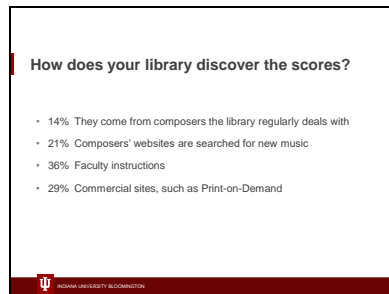 How does your library discover the scores?
• 14% They come from composers the library regularly deals with
• 21% Composers' websites are searched for new music
• 36% Faculty instructions
• 29% Commercial sites, such as Print-on-Demand
INDIANA UNIVERSITY BLOOMINGTON